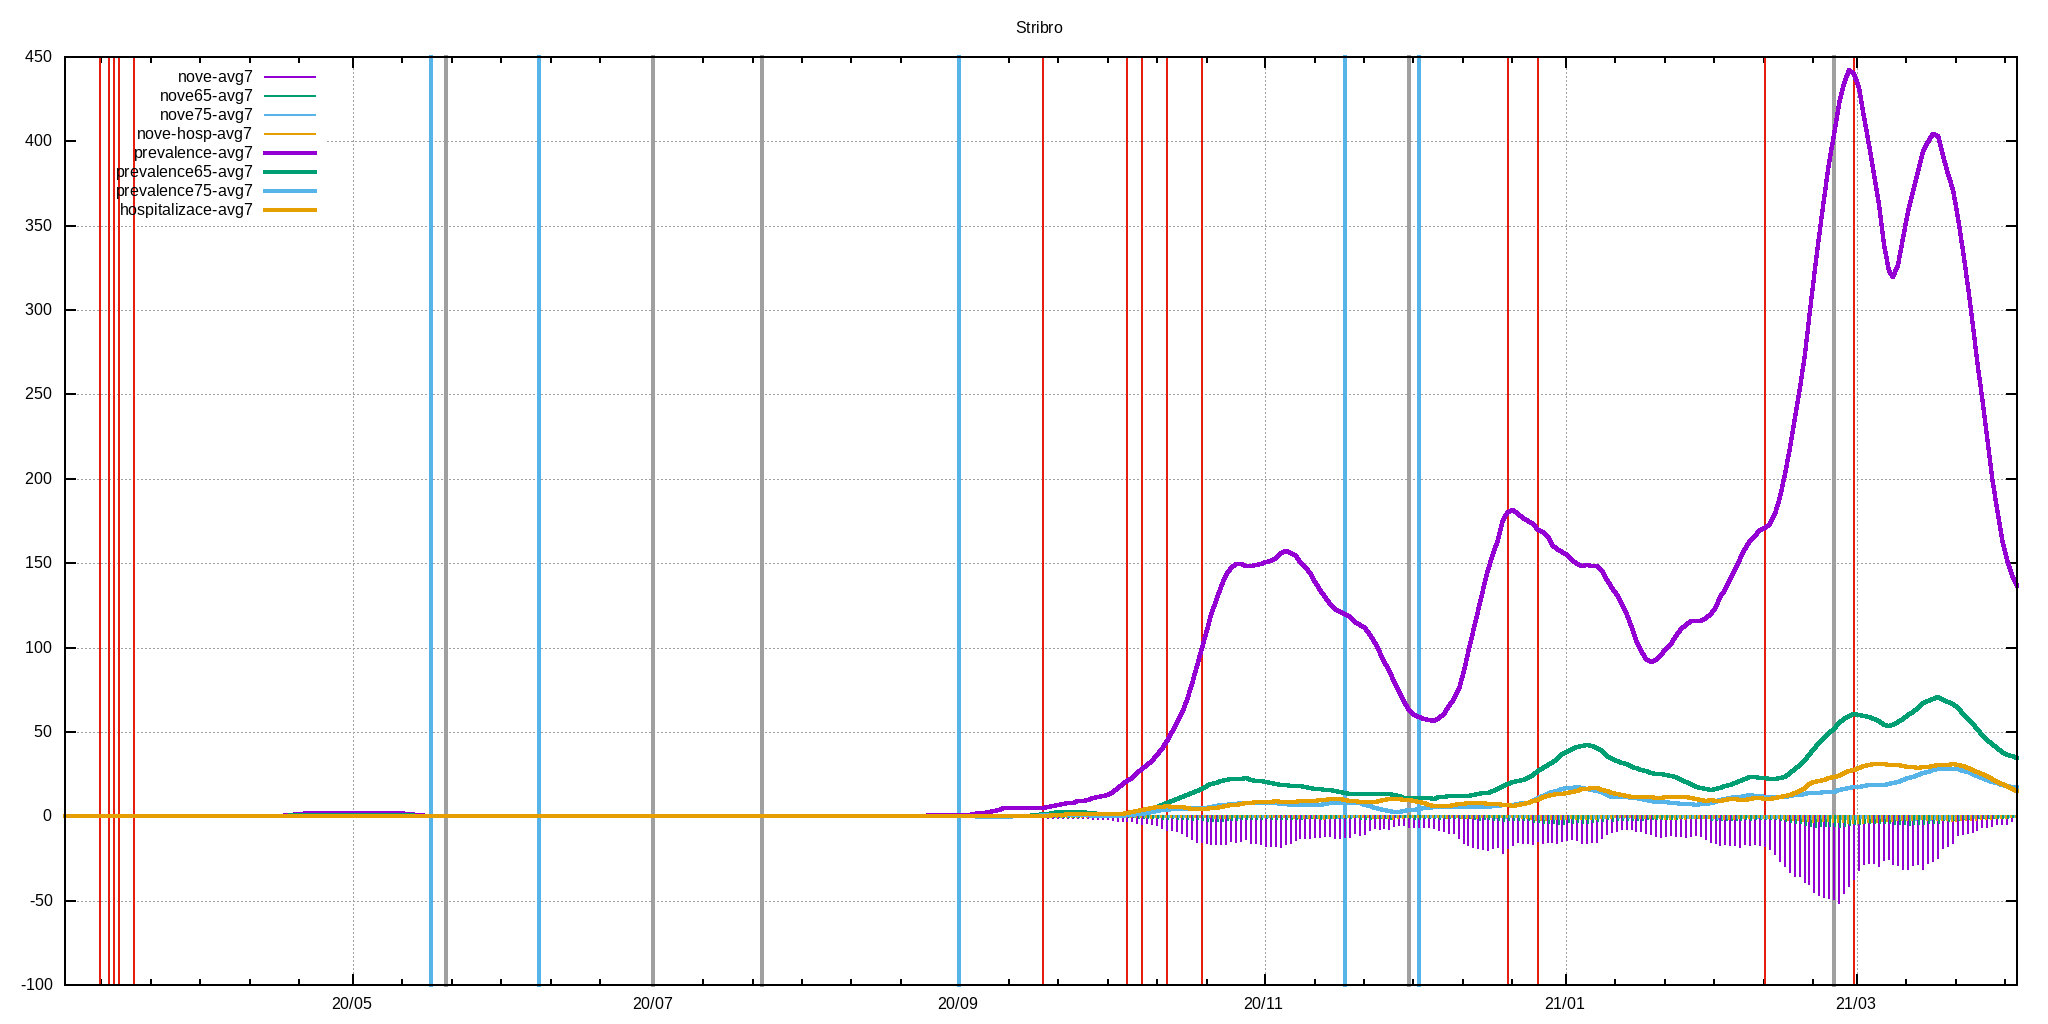 Stribro
450
400
350
300
250
200
150
100
50
0
-50
-100
nove-avg7
nove65-avg7
nove75-avg7
nove-hosp-avg7
prevalence-avg7
prevalence65-avg7
prevalence75-avg7
hospitalizace-avg7
20/05 20/07 20/09 20/11 21/01 21/03